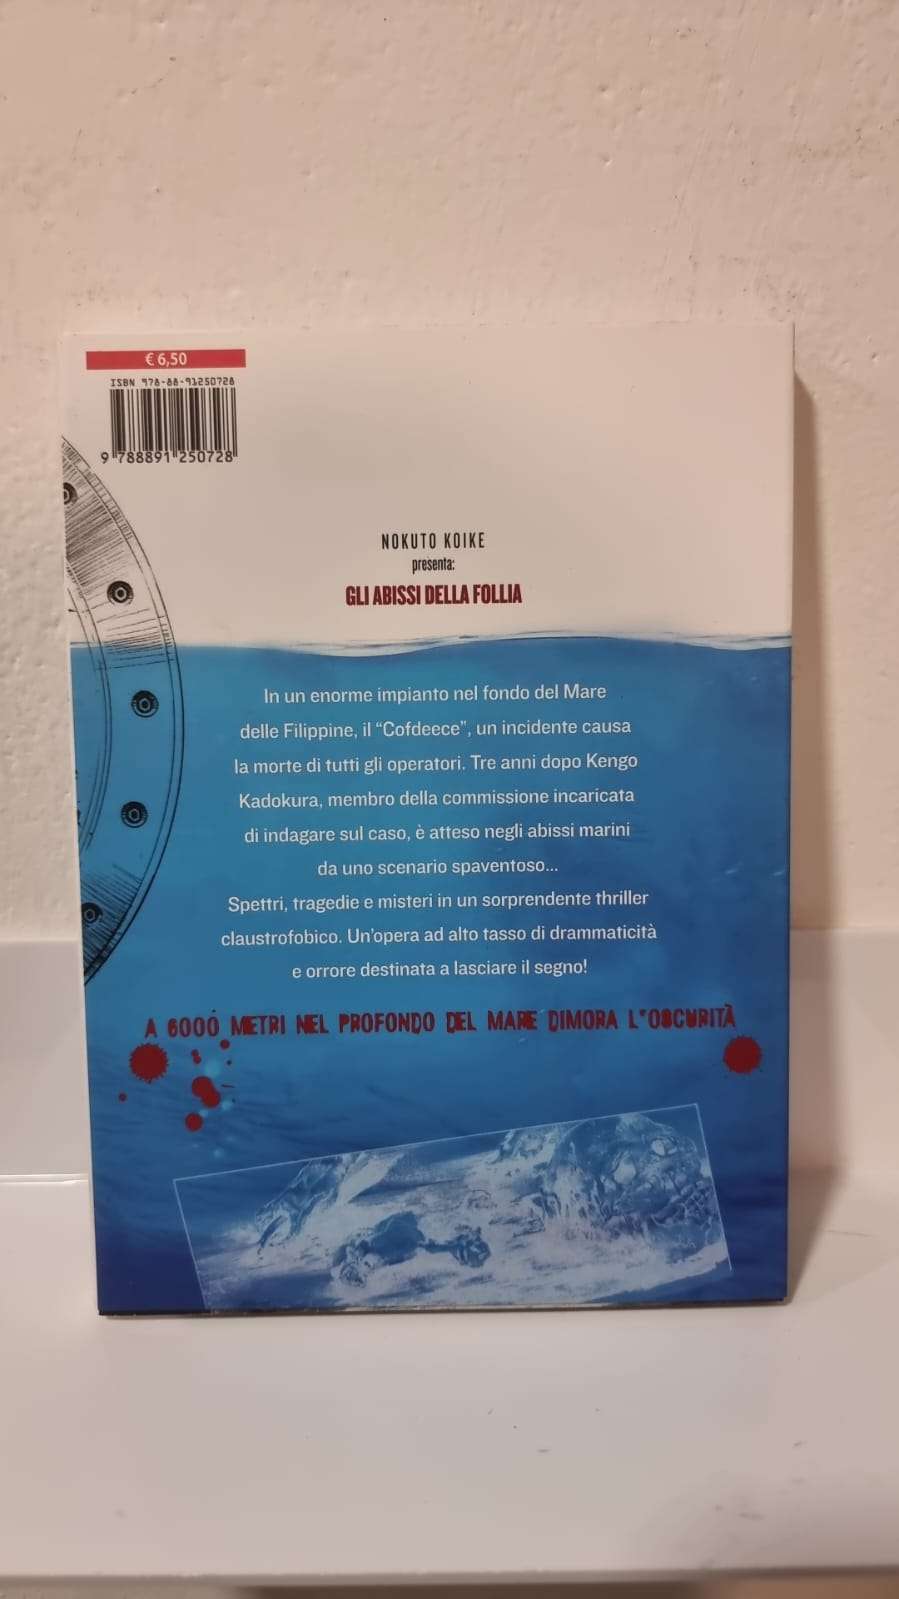 € 6,50
ISBN 978-88-91250728
9 788891 250728
NOKUTO KOIKE
presenta:
GLI ABISSI DELLA FOLLIA
In un enorme impianto nel fondo del Mare
delle Filippine, il “Cofdeece”, un incidente causa
la morte di tutti gli operatori. Tre anni dopo Kengo
Kadokura, membro della commissione incaricata
di indagare sul caso, è atteso negli abissi marini
da uno scenario spaventoso...
Spettri, tragedie e misteri in un sorprendente thriller
claustrofobico. Un’opera ad alto tasso di drammaticità
e orrore destinata a lasciare il segno!
A 6000 METRI NEL PROFONDO DEL MARE DIMORA L'OSCURITÀ